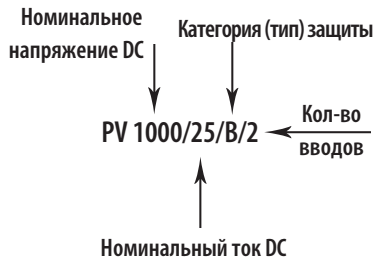 Номинальное
напряжение DC
Категория (тип) защиты
PV 1000/25/B/2
Кол-во
вводов
Номинальный ток DC